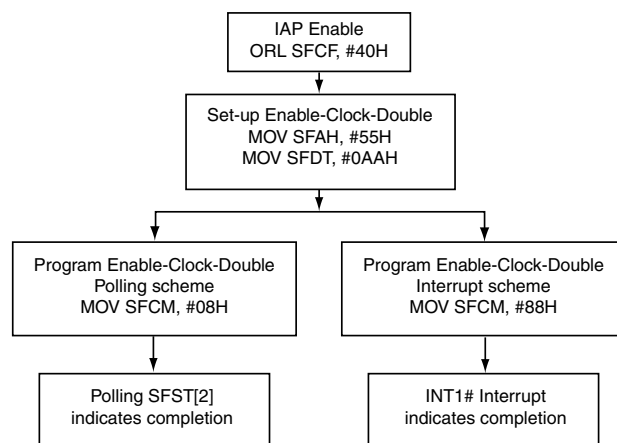 IAP Enable
ORL SFCF, #40H
Set-up Enable-Clock-Double
MOV SFAH, #55H
MOV SFDT, #0AAH
Program Enable-Clock-Double
Polling scheme
MOV SFCM, #08H
Program Enable-Clock-Double
Interrupt scheme
MOV SFCM, #88H
Polling SFST[2]
indicates completion
INT1# Interrupt
indicates completion